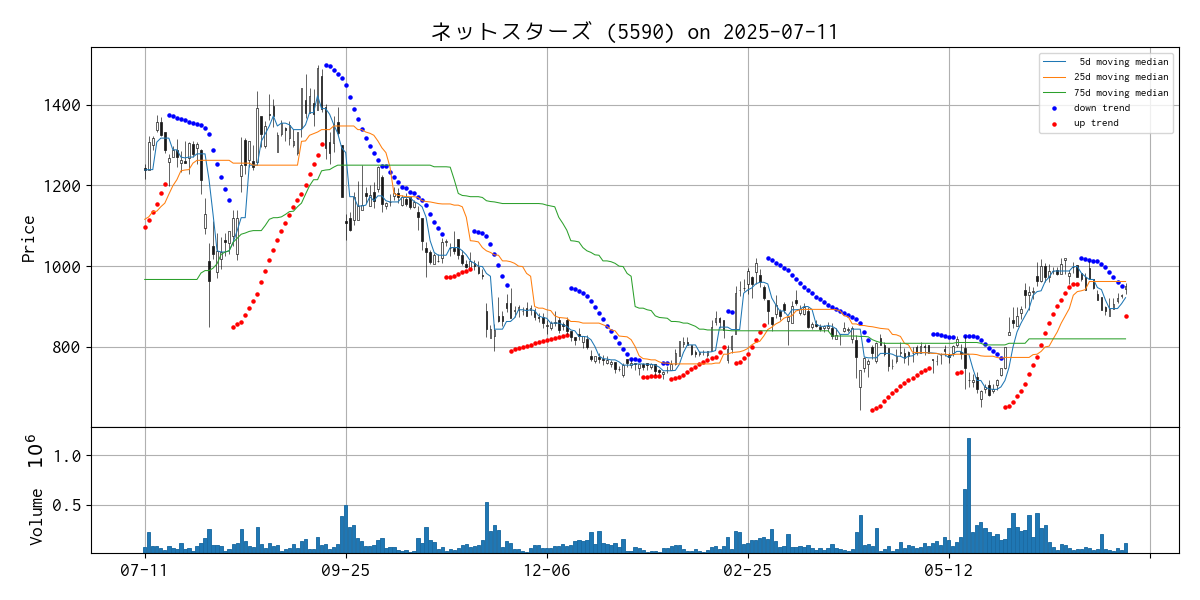 ネットスターズ (5590) on 2025-07-11
5d moving median
25d moving median
75d moving median
down trend
up trend
Price
1400
1200
1000
800
Volume 10^6
1.0
0.5
07-11
09-25
12-06
02-25
05-12